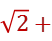 √2 +